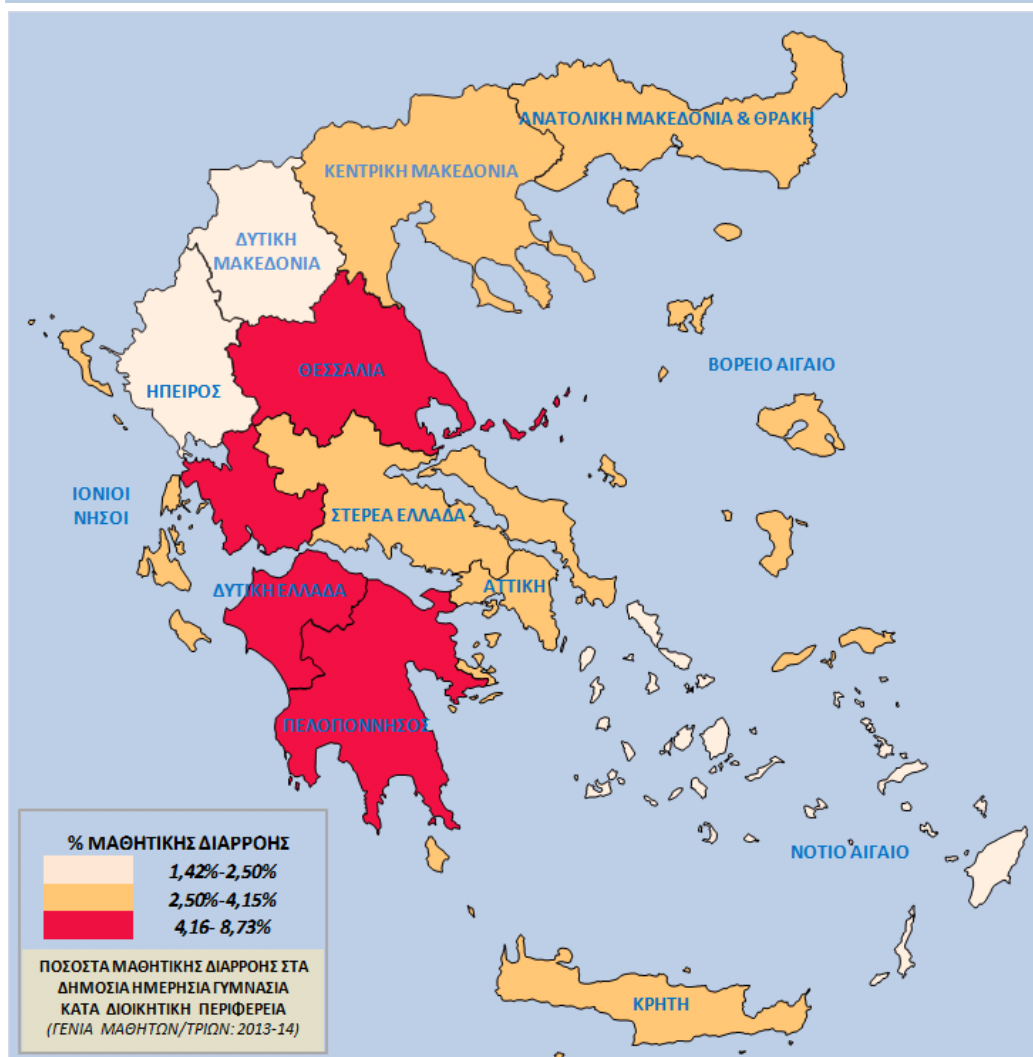 ΑΝΑΤΟΛΙΚΗ ΜΑΚΕΔΟΝΙΑ & ΘΡΑΚΗ
ΚΕΝΤΡΙΚΗ ΜΑΚΕΔΟΝΙΑ
ΔΥΤΙΚΗ
ΜΑΚΕΔΟΝΙΑ
ΒΟΡΕΙΟ ΑΙΓΑΙΟ
ΘΕΣΣΑΛΙΑ
ΗΠΕΙΡΟΣ
ΙΟΝΙΟΙ
ΝΗΣΟΙ
ΣΤΕΡΕΑ ΕΛΛΑΔΑ
ΑΤΤΙΚΗ
ΔΥΤΙΚΗ ΕΛΛΑΔΑ
ΠΕΛΟΠΟΝΝΗΣΟΣ
ΝΟΤΙΟ ΑΙΓΑΙΟ
ΚΡΗΤΗ
% ΜΑΘΗΤΙΚΗΣ ΔΙΑΡΡΟΗΣ
1,42%-2,50%
2,50%-4,15%
4,16- 8,73%
ΠΟΣΟΣΤΑ ΜΑΘΗΤΙΚΗΣ ΔΙΑΡΡΟΗΣ ΣΤΑ
ΔΗΜΟΣΙΑ ΗΜΕΡΗΣΙΑ ΓΥΜΝΑΣΙΑ
ΚΑΤΑ ΔΙΟΙΚΗΤΙΚΗ ΠΕΡΙΦΕΡΕΙΑ
(ΓΕΝΙΑ ΜΑΘΗΤΩΝ/ΤΡΙΩΝ: 2013-14)